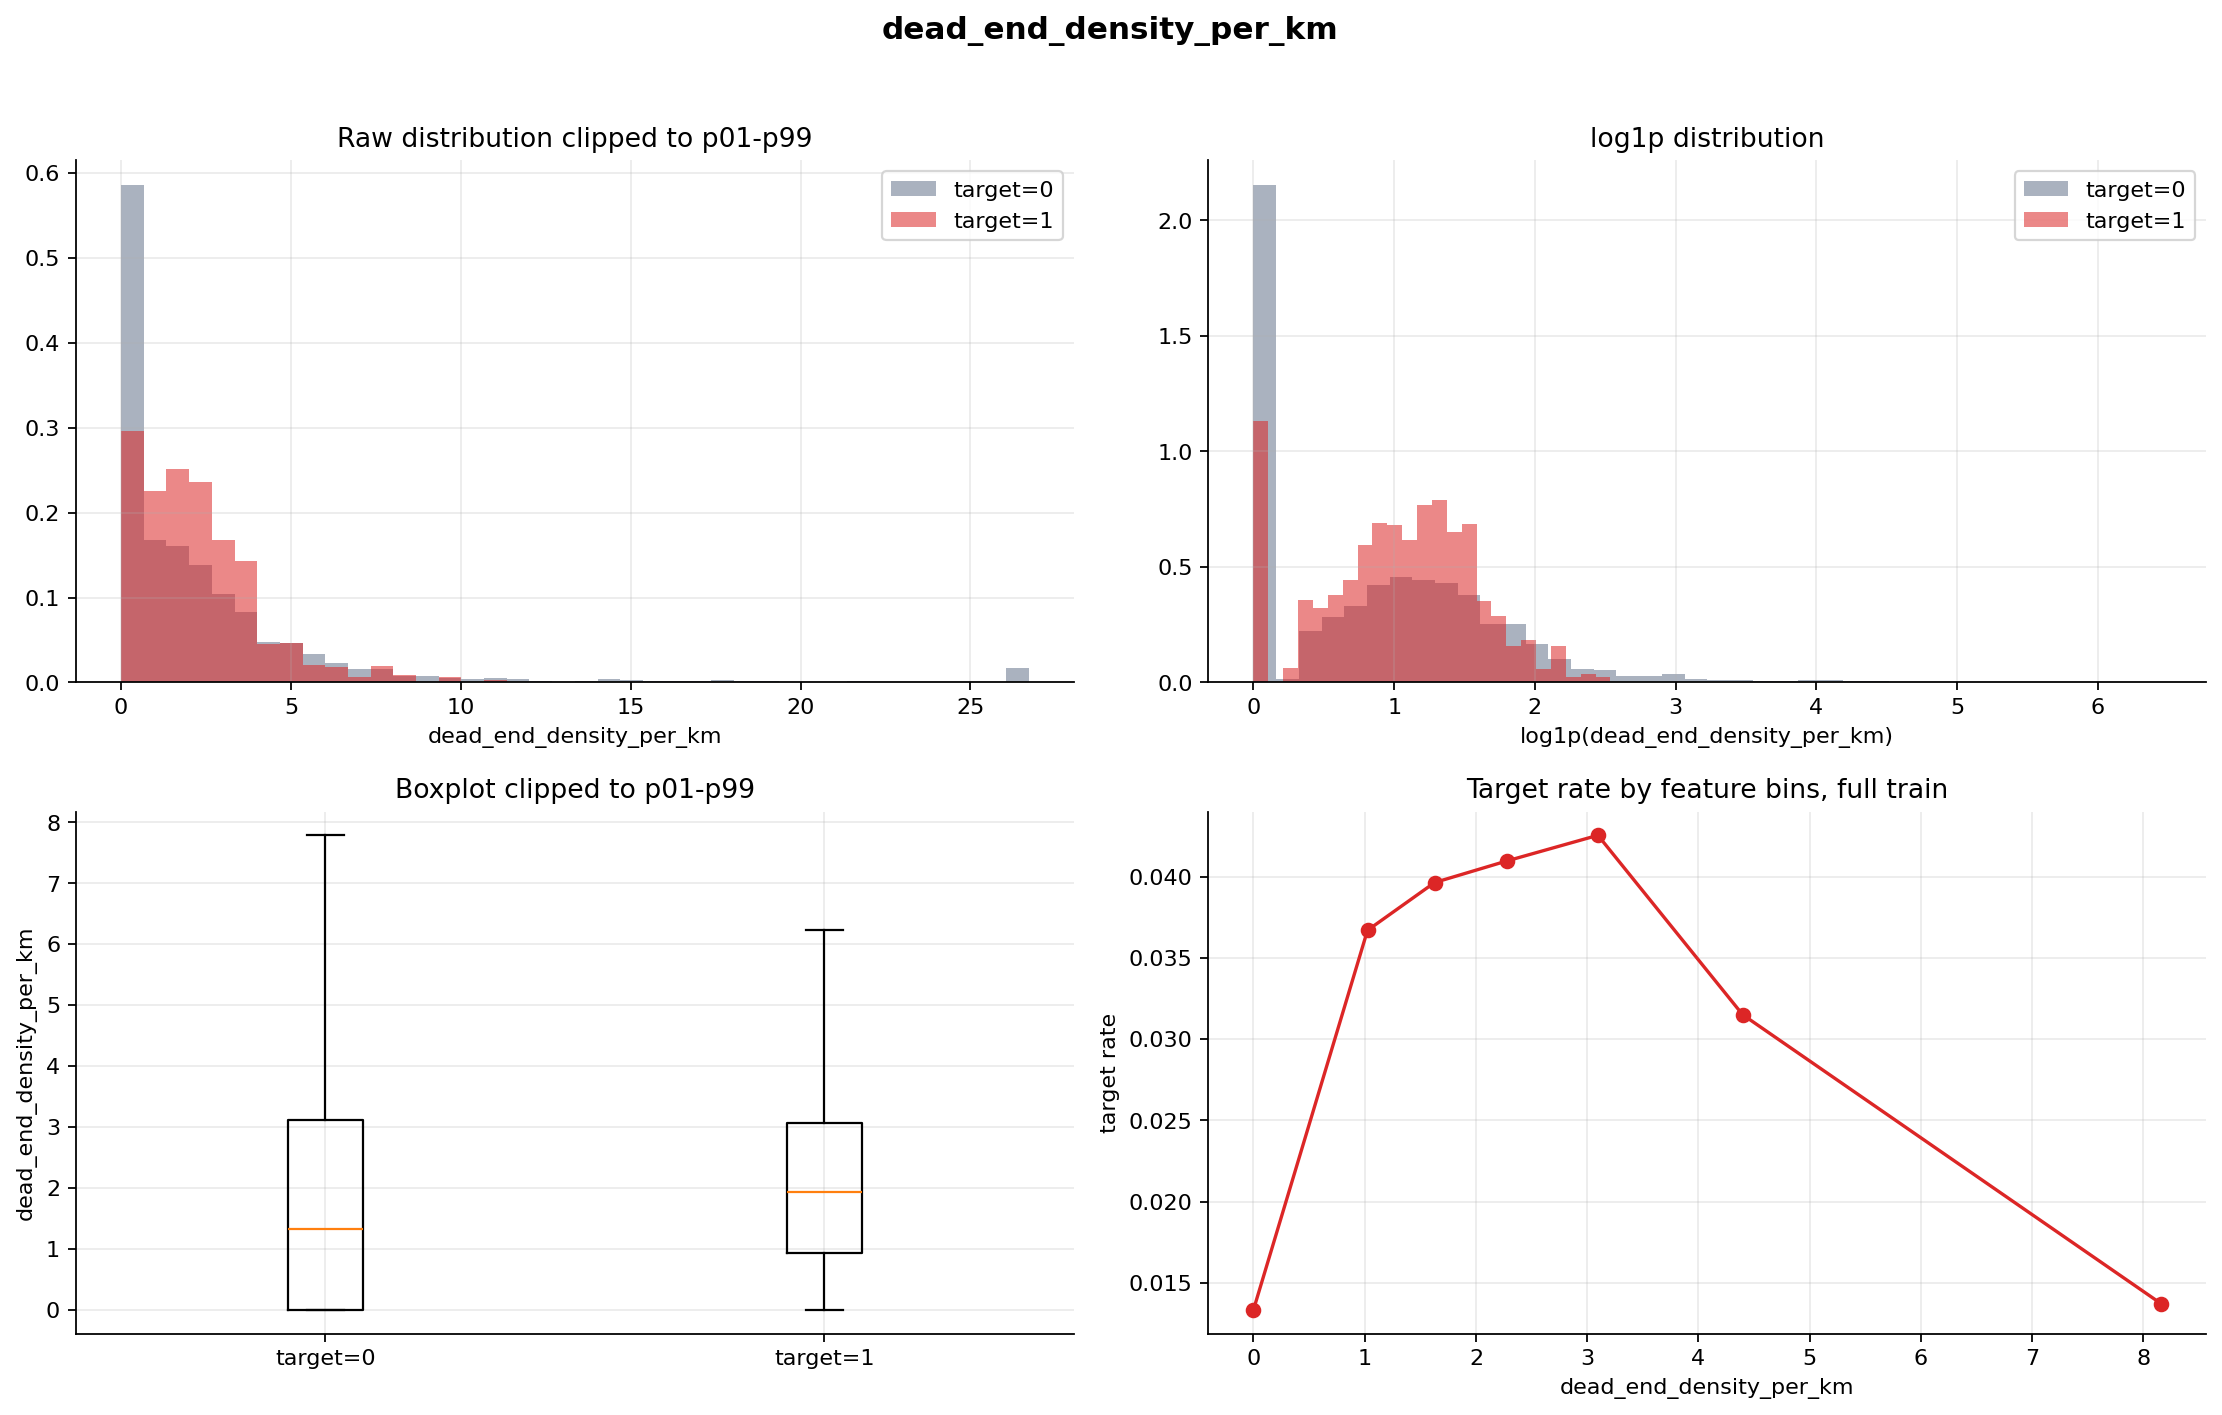 dead_end_density_per_km
Raw distribution clipped to p01-p99
0.6
0.5
0.4
0.3
0.2
0.1
0.0
target=0
target=1
0 5 10 15 20 25
dead_end_density_per_km
log1p distribution
2.0
1.5
1.0
0.5
0.0
target=0
target=1
0 1 2 3 4 5 6
log1p(dead_end_density_per_km)
Boxplot clipped to p01-p99
dead_end_density_per_km
8
7
6
5
4
3
2
1
0
target=0 target=1
Target rate by feature bins, full train
target rate
0.040
0.035
0.030
0.025
0.020
0.015
0 1 2 3 4 5 6 7 8
dead_end_density_per_km